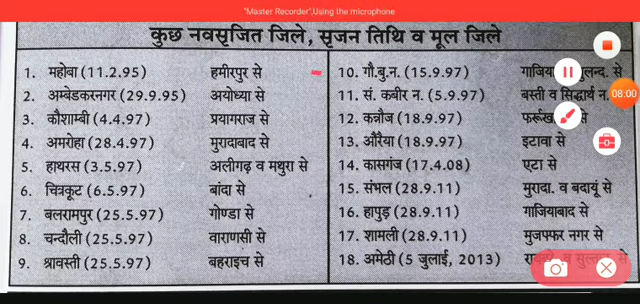 "Master Recorder",Using the microphone
कुछ नवसृजित जिले, सृजन तिथि व मूल जिले
1. महोबा (11.2.95) हमीरपुर से
2. अम्बेडकरनगर (29.9.95) अयोध्या से
3. कौशाम्बी (4.4.97) प्रयागराज से
4. अमरोहा (28.4.97) मुरादाबाद से
5. हाथरस (3.5.97) अलीगढ़ व मथुरा से
6. चित्रकूट (6.5.97) बांदा से
7. बलरामपुर (25.5.97) गोण्डा से
8. चन्दौली (25.5.97) वाराणसी से
9. श्रावस्ती (25.5.97) बहराइच से
10. गौ.बु.न. (15.9.97) से
11. सं. कबीर न. (5.9.97) बस्ती व सिद्धार्थ न.
12. कन्नौज (18.9.97)
13. औरैया (18.9.97) इटावा से
14. कासगंज (17.4.08) एटा से
15. संभल (28.9.11) मुरादा. व बदायूं से
16. हापुड़ (28.9.11) गाजियाबाद से
17. शामली (28.9.11) मुजफ्फर नगर से
18. अमेठी (5 जुलाई, 2013) से
08:00